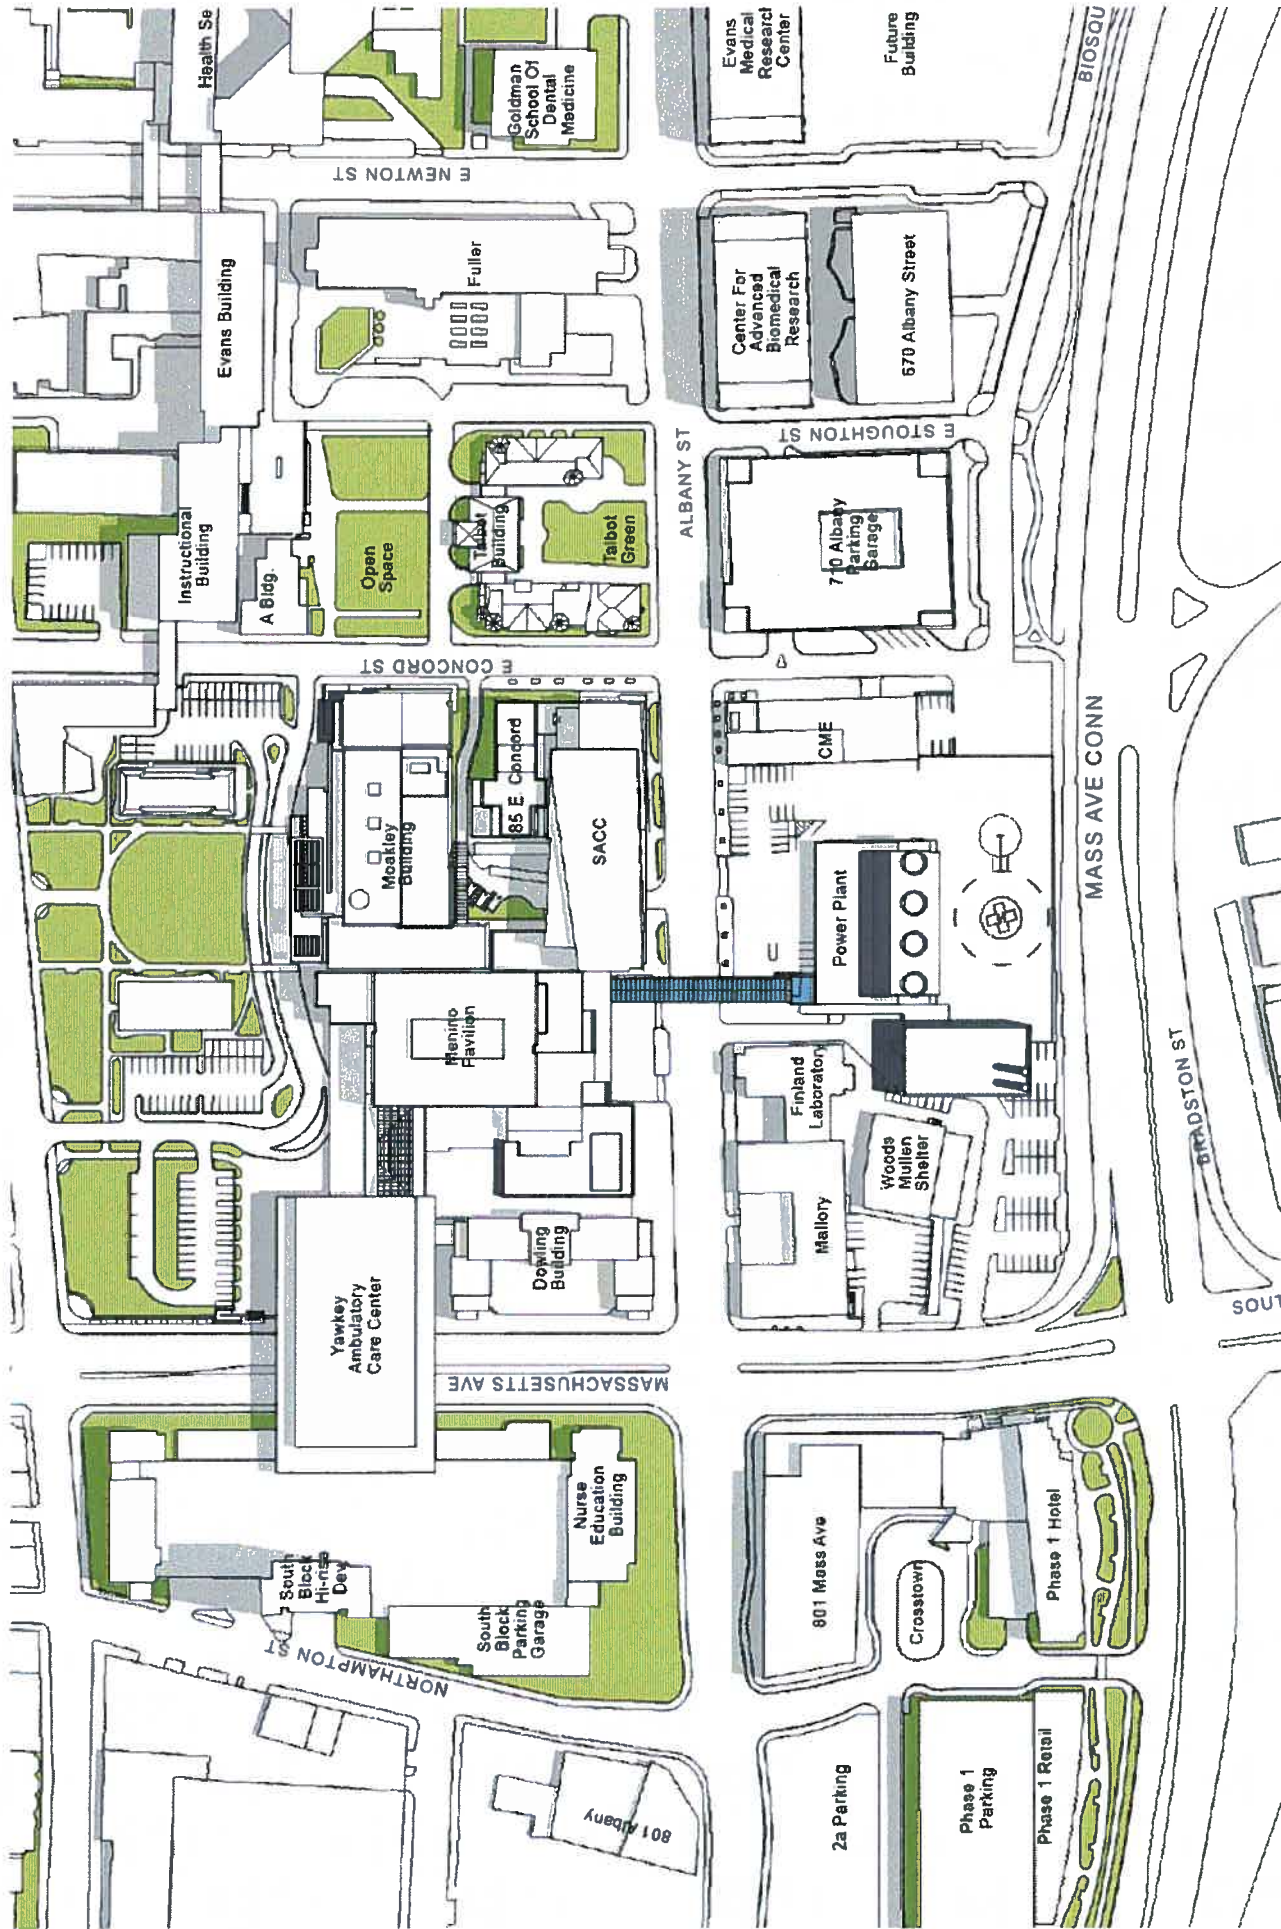 Health Se
Goldman
School Of
Dental
Medicine
Evans
Medical
Research
Center
Future
Building
BIOSQU
E NEWTON ST
Evans Building
Fuller
Center For
Advanced
Biomedical
Research
670 Albany Street
E STOUGHTON ST
ALBANY ST
Instructional
Building
A Bldg.
Open
Space
Talbot
Building
Talbot
Green
710 Albany
Parking
Garage
E CONCORD ST
Moakley
Building
85 E. Concord
SACC
CME
MASS AVE CONN
Power Plant
Menino
Pavilion
Finland
Laboratory
Woods
Mullen
Shelter
BRADSTON ST
Mallory
Dowling
Building
Yawkey
Ambulatory
Care Center
SOUT
MASSACHUSETTS AVE
Nurse
Education
Building
South
Block
Hi-rise
Dev
South
Block
Parking
Garage
NORTHAMPTON ST
801 Mass Ave
Crosstown
Phase 1 Hotel
801 Albany
2a Parking
Phase 1
Parking
Phase 1 Retail